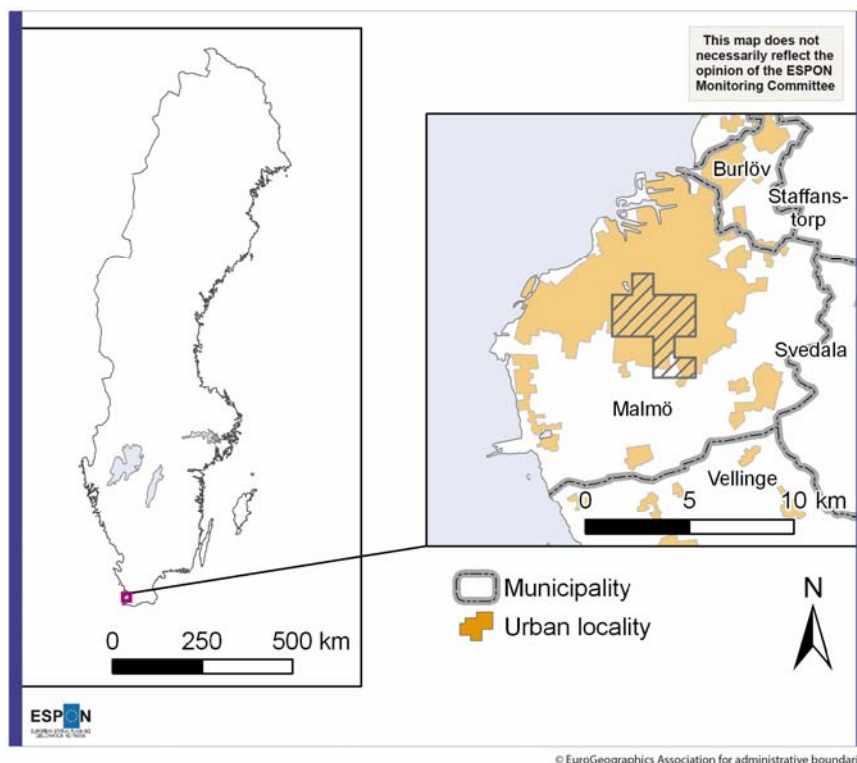 This map does not
necessarily reflect the
opinion of the ESPON
Monitoring Committee
Burlöv
Staffans-
torp
Svedala
Malmö
Vellinge
0 5 10 km
Municipality
Urban locality
N
0 250 500 km
ESPON
© EuroGeographics Association for administrative boundari